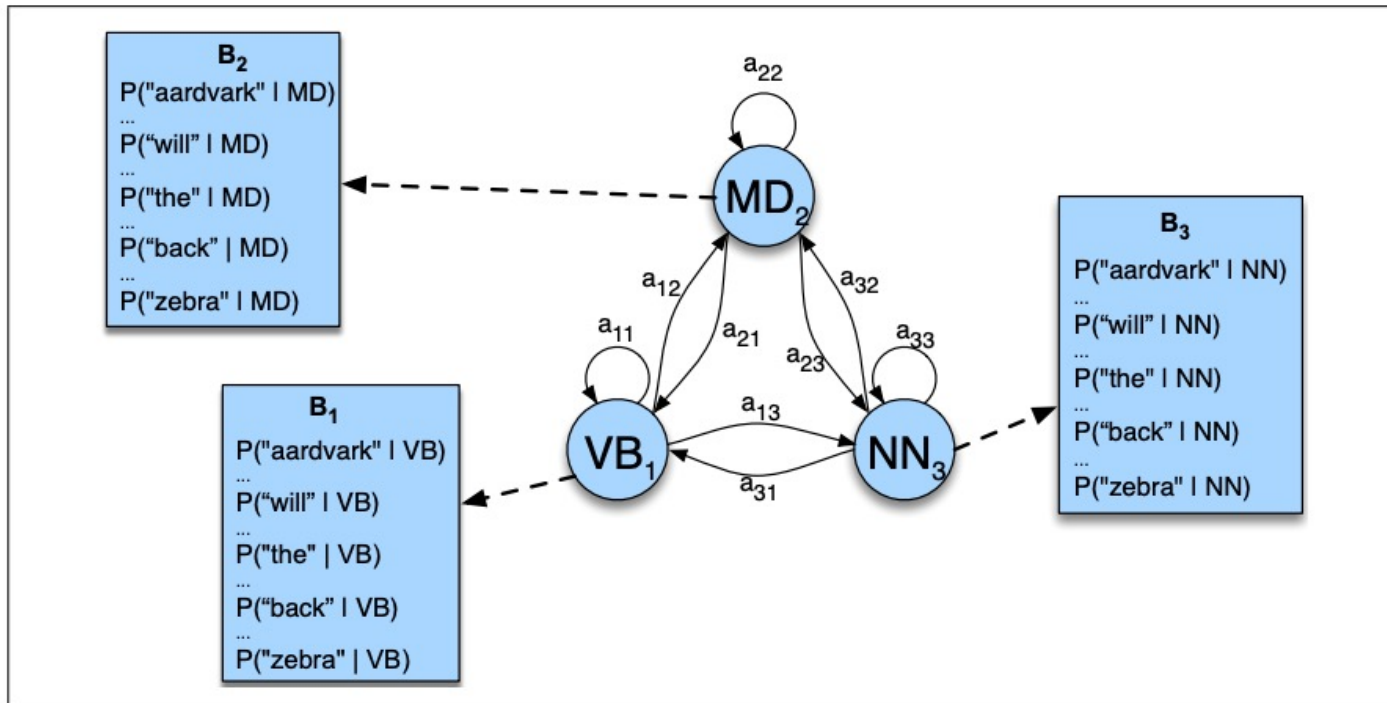 B2
P("aardvark" | MD)
...
P(“will” | MD)
...
P("the" | MD)
...
P(“back” | MD)
...
P("zebra" | MD)
a22
MD2
B3
P("aardvark" | NN)
...
P(“will” | NN)
...
P("the" | NN)
...
P(“back” | NN)
...
P("zebra" | NN)
a12
a21
a32
a23
a11
a33
B1
P("aardvark" | VB)
...
P(“will” | VB)
...
P("the" | VB)
...
P(“back” | VB)
...
P("zebra" | VB)
a13
VB1
NN3
a31